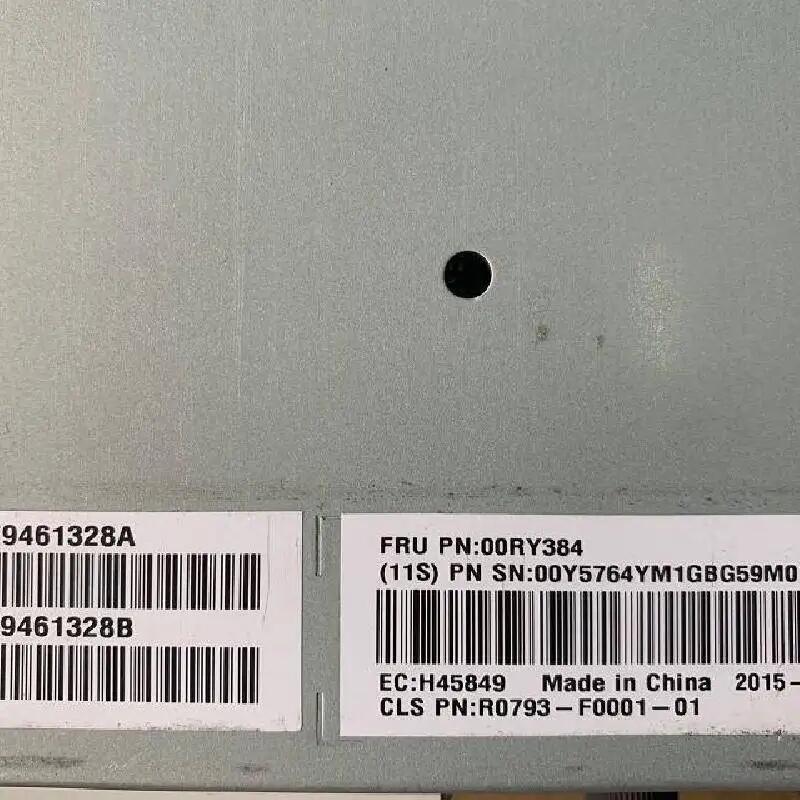 9461328A
9461328B
FRU PN:00RY384
(11S) PN SN:00Y5764YM1GBG59M0
EC:H45849 Made in China 2015-
CLS PN:R0793-F0001-01